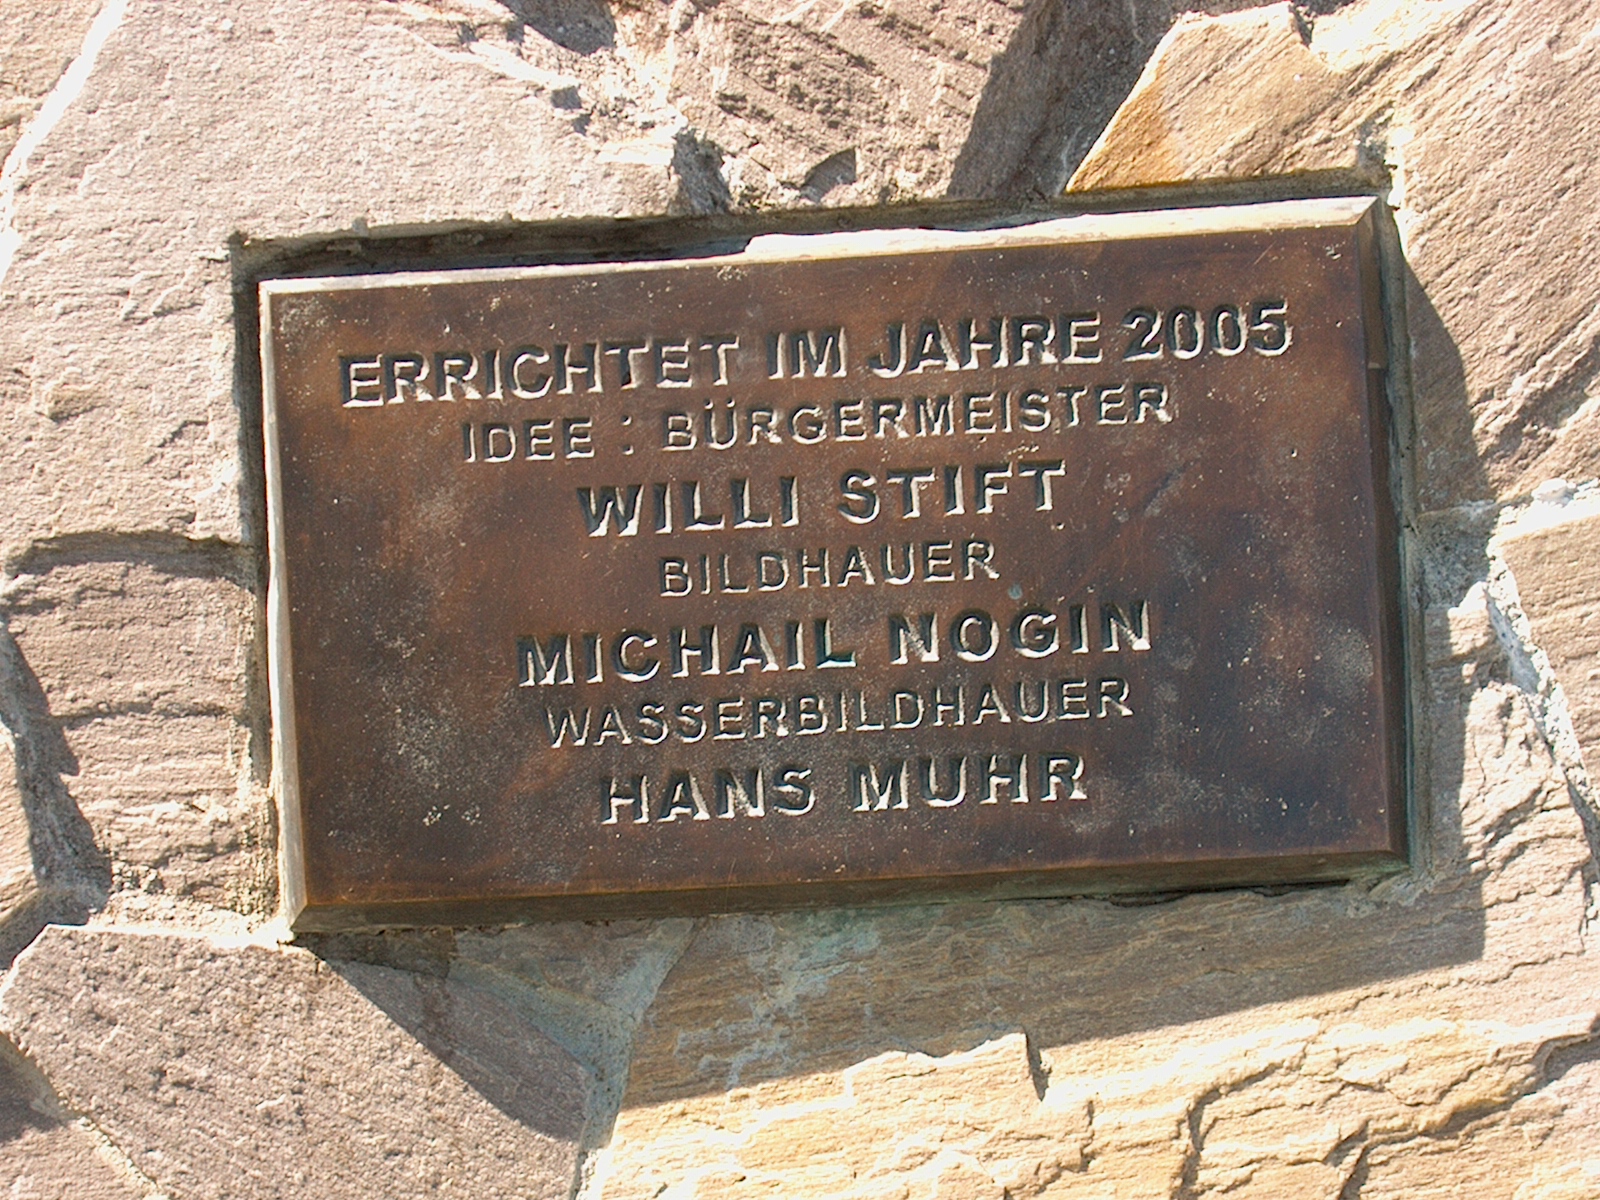 ERRICHTET IM JAHRE 2005
IDEE : BÜRGERMEISTER
WILLI STIFT
BILDHAUER
MICHAIL NOGIN
WASSERBILDHAUER
HANS MUHR